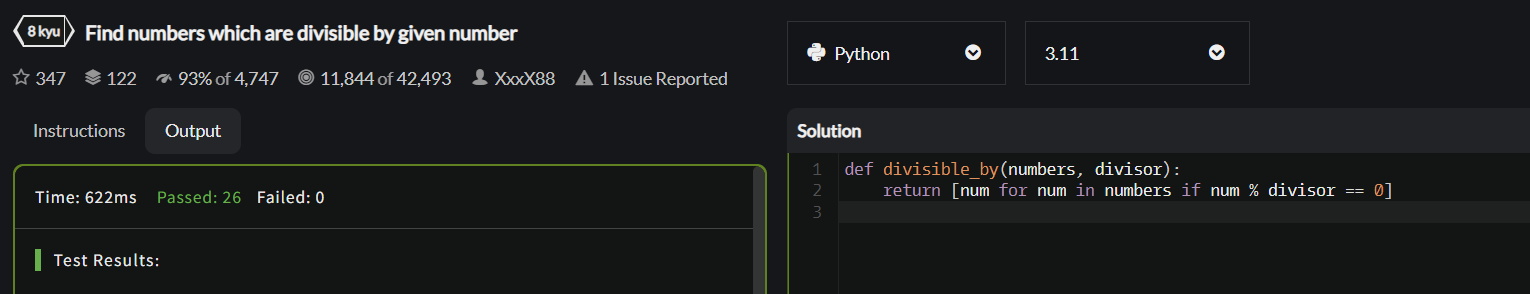 8 kyu Find numbers which are divisible by given number
347 122 93% of 4,747 11,844 of 42,493 XxxX88 1 Issue Reported
Instructions Output
Time: 622ms Passed: 26 Failed: 0
Test Results:
Python 3.11
Solution
1 def divisible_by(numbers, divisor):
2     return [num for num in numbers if num % divisor == 0]
3